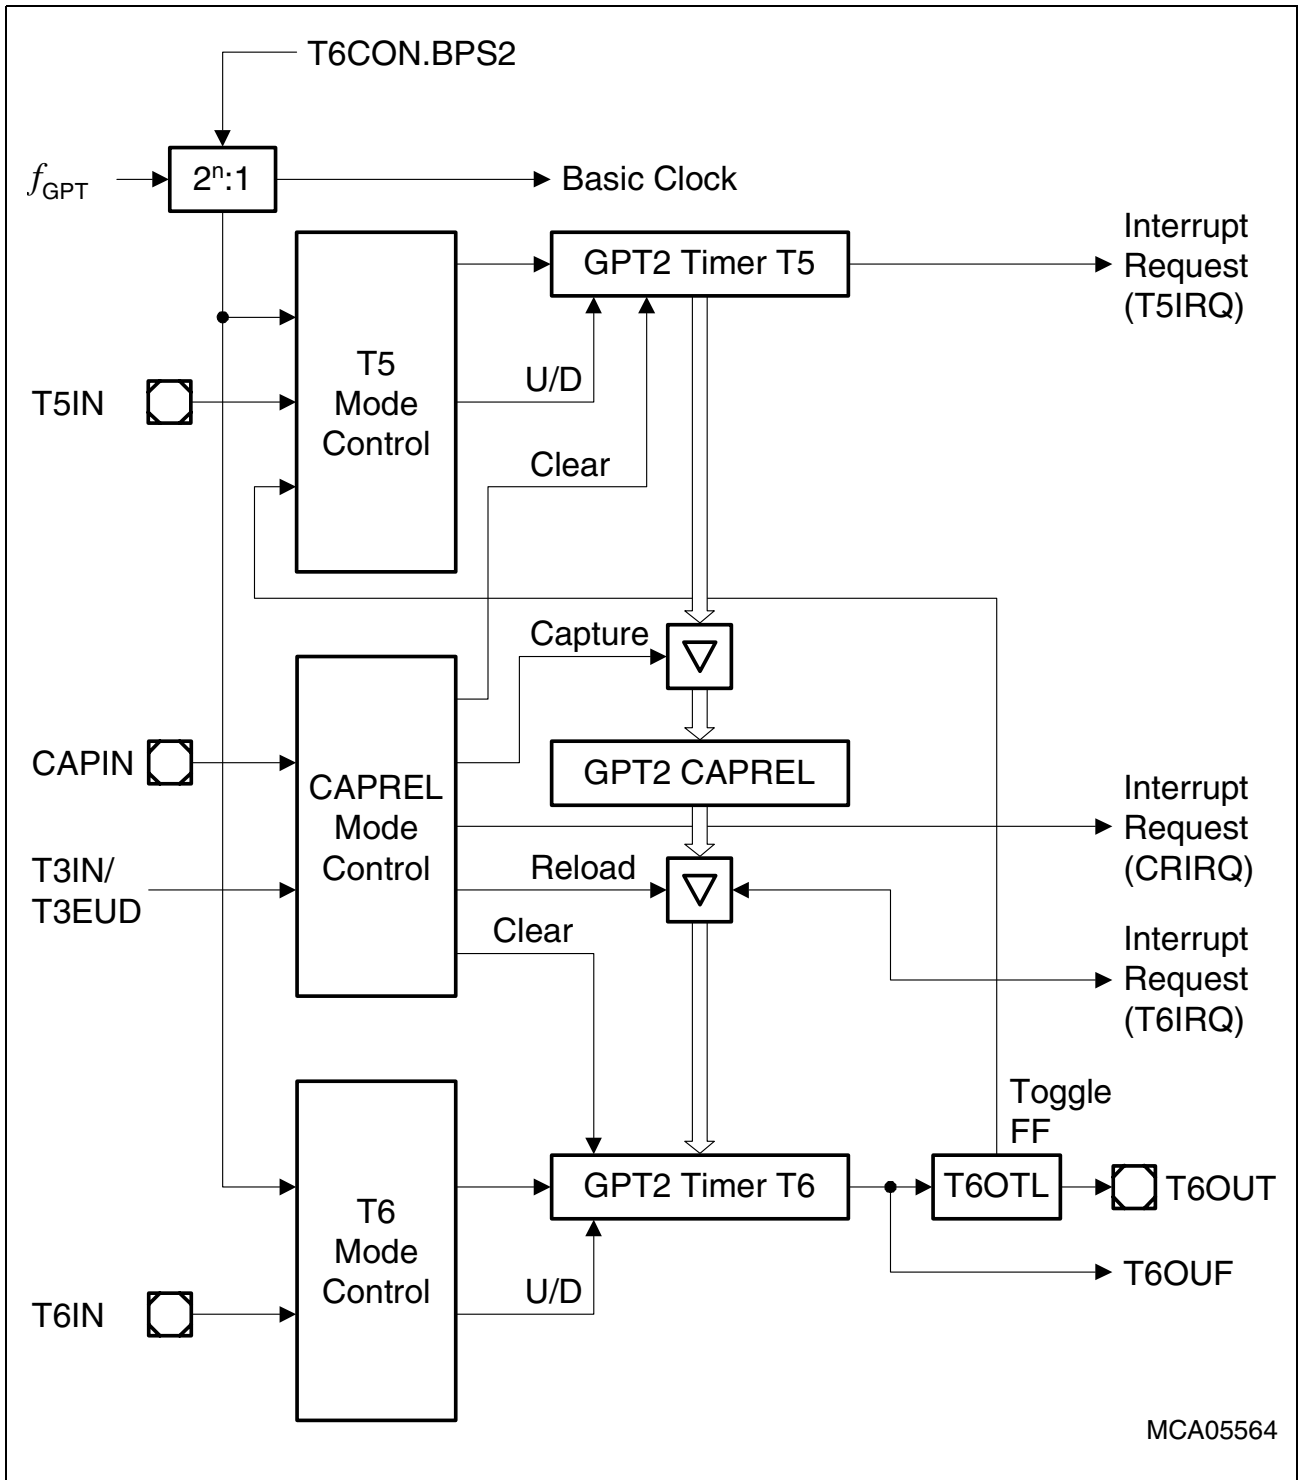 T6CON.BPS2
fGPT
2n:1
Basic Clock
Interrupt
Request
(T5IRQ)
GPT2 Timer T5
T5
Mode
Control
U/D
T5IN
Clear
Capture
CAPIN
CAPREL
Mode
Control
GPT2 CAPREL
Interrupt
Request
(CRIRQ)
T3IN/
T3EUD
Reload
Clear
Interrupt
Request
(T6IRQ)
Toggle
FF
GPT2 Timer T6
T6OTL
T6OUT
T6
Mode
Control
U/D
T6OUF
T6IN
MCA05564